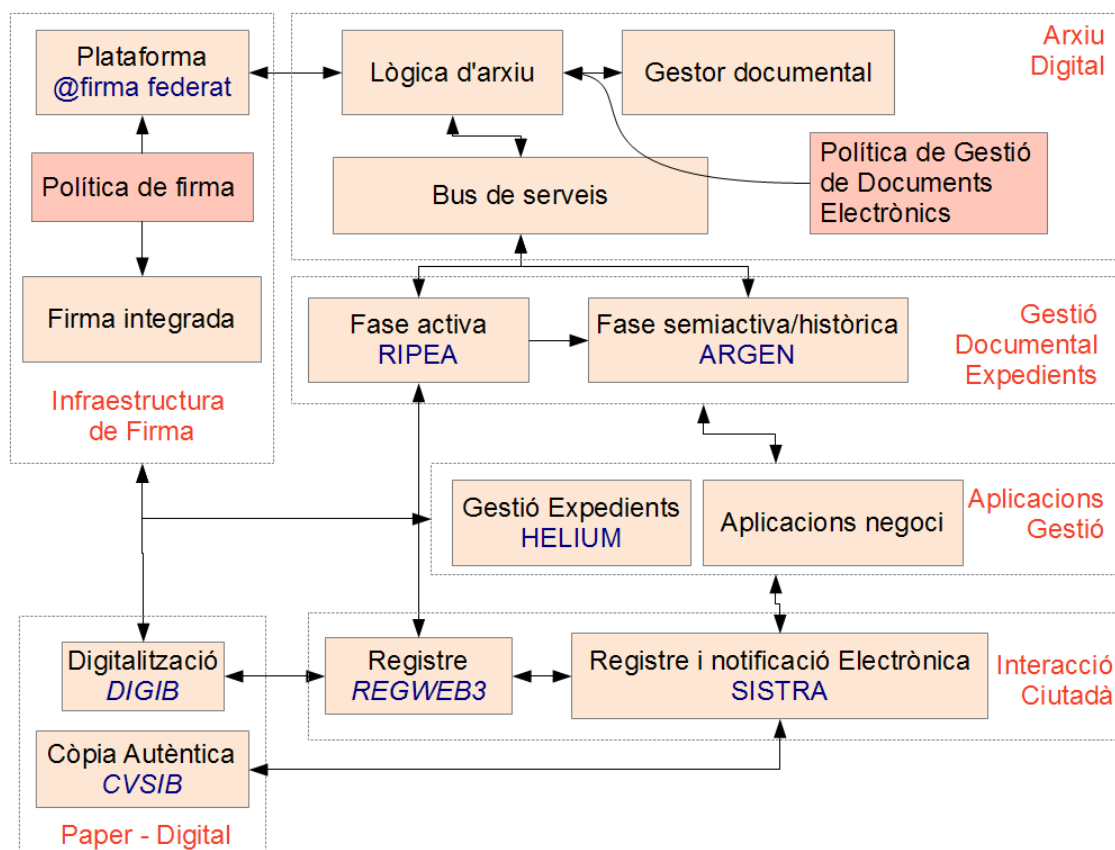 Plataforma
@firma federat
Política de firma
Firma integrada
Infraestructura
de Firma
Lògica d'arxiu
Gestor documental
Arxiu
Digital
Bus de serveis
Política de Gestió
de Documents
Electrònics
Fase activa
RIPEA
Fase semiactiva/històrica
ARGEN
Gestió
Documental
Expedients
Gestió Expedients
HELIUM
Aplicacions negoci
Aplicacions
Gestió
Digitalització
DIGIB
Registre
REGWEB3
Registre i notificació Electrònica
SISTRA
Interacció
Ciutadà
Còpia Autèntica
CVSIB
Paper - Digital